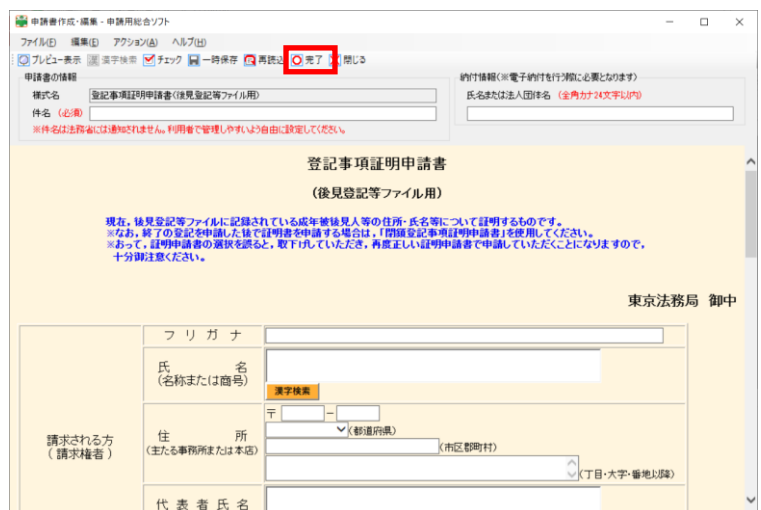 申請書作成・編集 - 申請用総合ソフト
ファイル(F) 編集(E) アクション(A) ヘルプ(H)
プレビュー表示 漢字検索 チェック 一時保存 再読込 完了 閉じる
申請書の情報
様式名 登記事項証明申請書(後見登記等ファイル用)
件名 (必須)
※件名は法務省には通知されません。利用者で管理しやすいよう自由に設定してください。
納付情報(※電子納付を行う際に必要となります)
氏名または法人団体名 (全角カナ24文字以内)
登記事項証明申請書
(後見登記等ファイル用)
現在，後見登記等ファイルに記録されている成年被後見人等の住所・氏名等について証明するものです。
※なお，終了の登記を申請した後で証明書を申請する場合は，「閉鎖登記事項証明申請書」を使用してください。
※おって，証明申請書の選択を誤ると，取下げしていただき，再度正しい証明申請書で申請していただくことになりますので，
十分御注意ください。
東京法務局 御中
請求される方
(請求権者)
フリガナ
氏 名
(名称または商号)
漢字検索
住 所
(主たる事務所または本店)
〒 －
(都道府県)
(市区郡町村)
(丁目・大字・番地以降)
代表者氏名